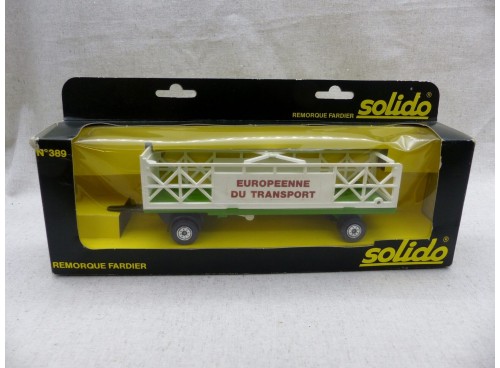 solido®
REMORQUE FARDIER
N°389
EUROPEENNE
DU TRANSPORT
REMORQUE FARDIER
solido®